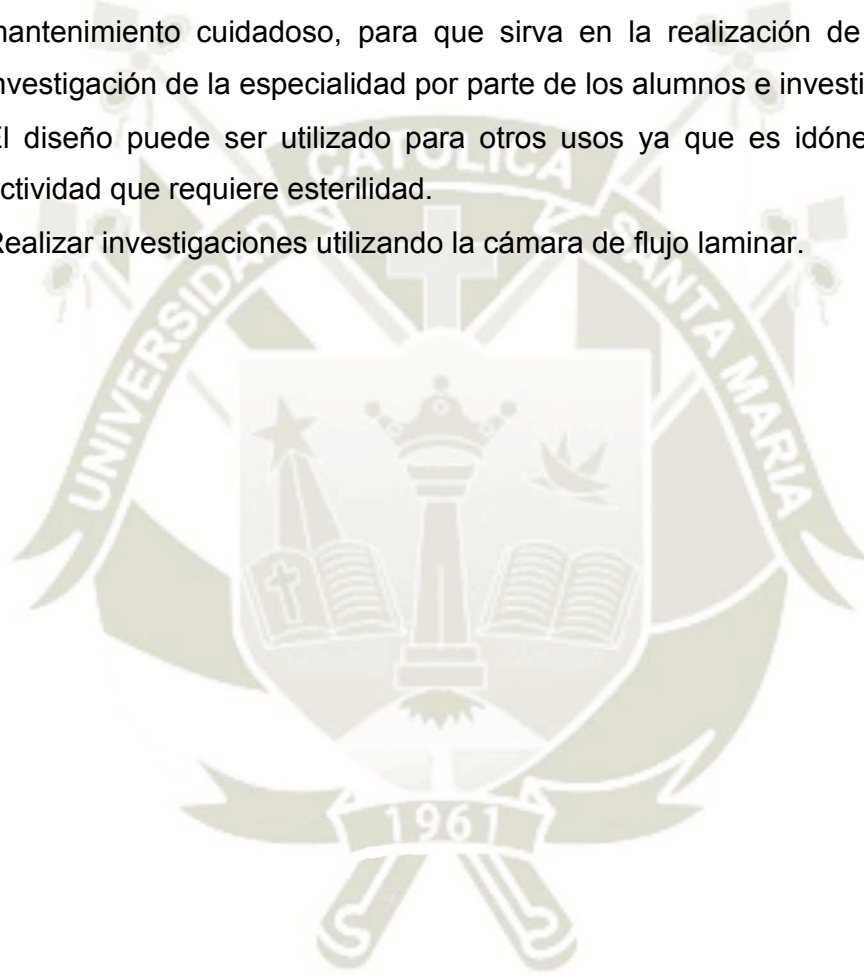 mantenimiento cuidadoso, para que sirva en la realización de
nvestigación de la especialidad por parte de los alumnos e investi
El diseño puede ser utilizado para otros usos ya que es idóne
ctividad que requiere esterilidad.
Realizar investigaciones utilizando la cámara de flujo laminar.
UNIVERSIDAD CATOLICA SANTA MARIA
1961